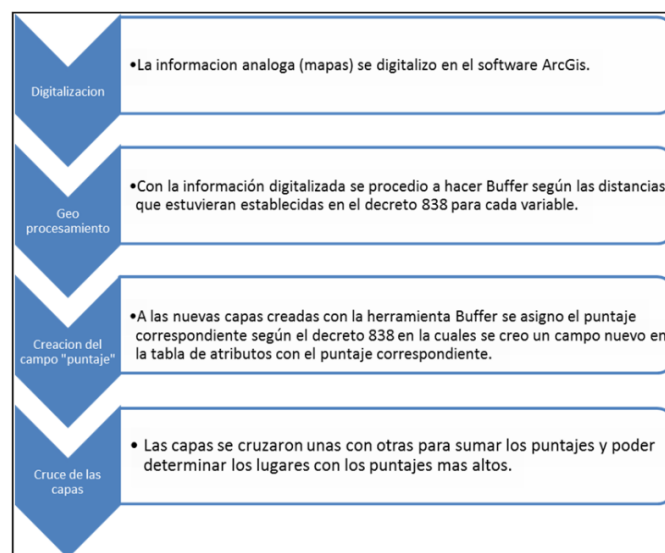 Digitalizacion
•La informacion analoga (mapas) se digitalizo en el software ArcGis.
Geo
procesamiento
•Con la información digitalizada se procedio a hacer Buffer según las distancias
que estuvieran establecidas en el decreto 838 para cada variable.
Creacion del
campo "puntaje"
•A las nuevas capas creadas con la herramienta Buffer se asigno el puntaje
correspondiente según el decreto 838 en la cuales se creo un campo nuevo en
la tabla de atributos con el puntaje correspondiente.
Cruce de las
capas
• Las capas se cruzaron unas con otras para sumar los puntajes y poder
determinar los lugares con los puntajes mas altos.